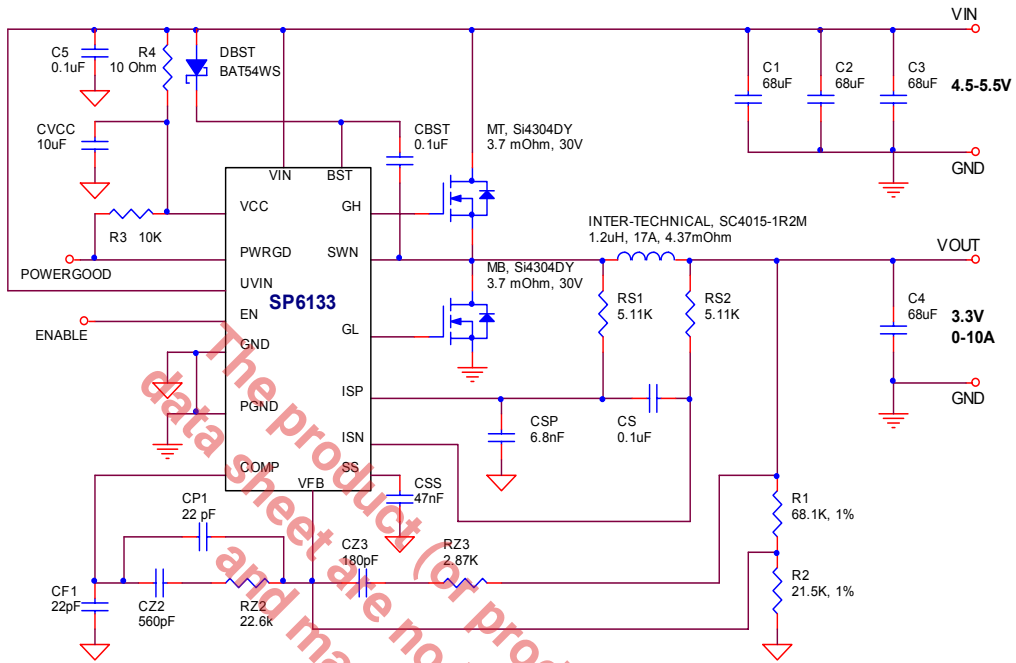 VIN
C5
0.1uF
R4
10 Ohm
DBST
BAT54WS
C1
68uF
C2
68uF
C3
68uF
4.5-5.5V
CVCC
10uF
CBST
0.1uF
MT, Si4304DY
3.7 mOhm, 30V
GND
VIN
BST
VCC
GH
R3 10K
INTER-TECHNICAL, SC4015-1R2M
1.2uH, 17A, 4.37mOhm
VOUT
PWRGD
SWN
POWERGOOD
MB, Si4304DY
3.7 mOhm, 30V
UVIN
SP6133
RS1
5.11K
RS2
5.11K
C4
68uF
3.3V
0-10A
EN
ENABLE
GL
GND
GND
ISP
PGND
CSP
6.8nF
CS
0.1uF
ISN
COMP
SS
VFB
CSS
47nF
CP1
22 pF
R1
68.1K, 1%
CZ3
180pF
RZ3
2.87K
CF1
22pF
CZ2
560pF
RZ2
22.6k
R2
21.5K, 1%
The product (or prod
data sheet are no
and ma